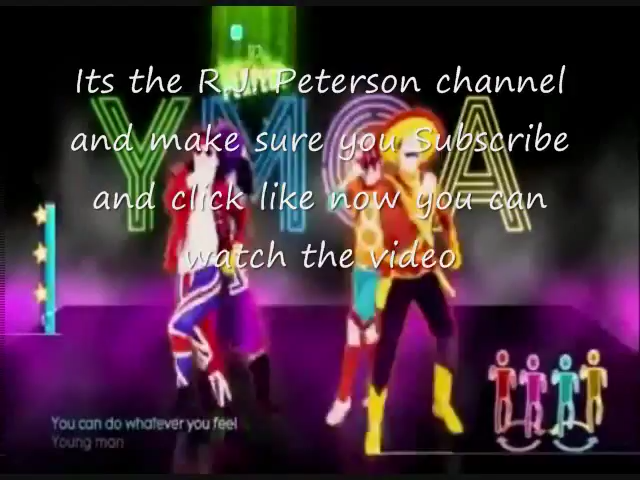 Its the R.J. Peterson channel
and make sure you Subscribe
and click like now you can
watch the video
YMCA
You can do whatever you feel
Young man